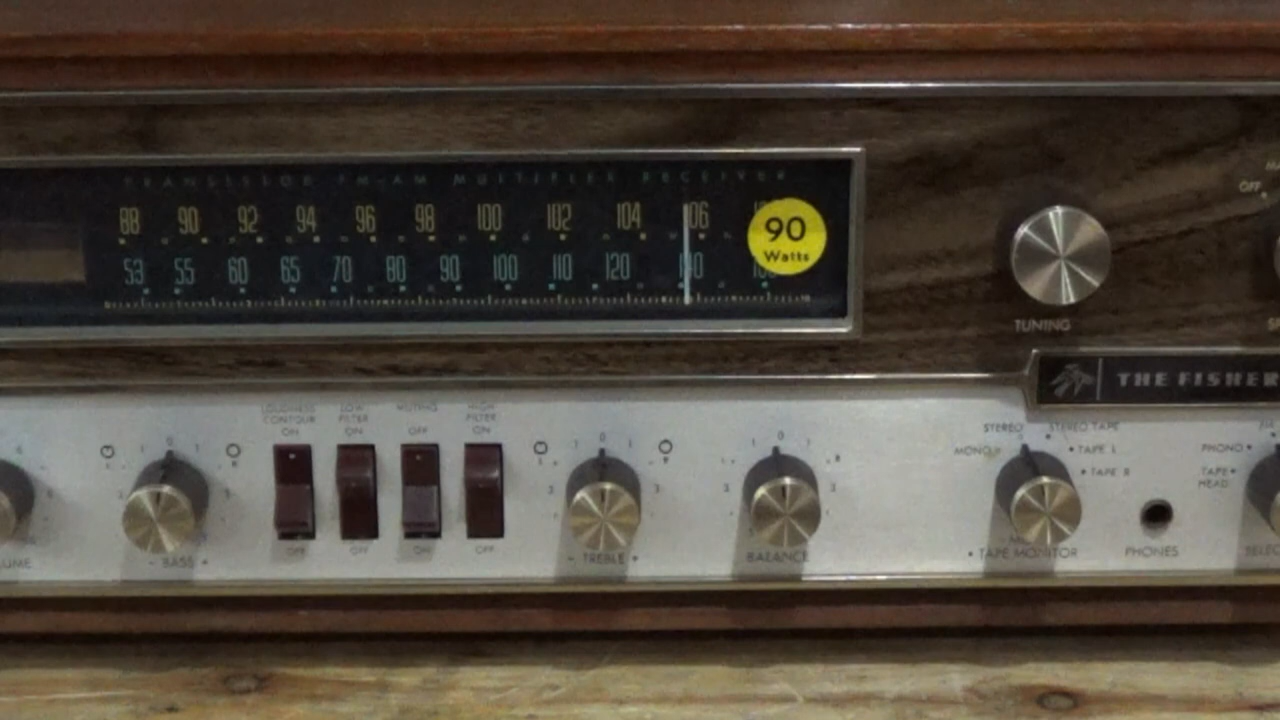 TRANSISTOR FM-AM MULTIPLEX RECEIVER
88 90 92 94 96 98 100 102 104 106
90
Watts
53 55 60 65 70 80 90 100 110 120 140
OFF
TUNING
THE FISHER
LOUDNESS CONTOUR ON
LOW FILTER ON
MUTING OFF
HIGH FILTER ON
OFF
OFF
ON
OFF
- BASS +
- TREBLE +
BALANCE
MONO
STEREO
STEREO TAPE
TAPE L
TAPE R
• TAPE MONITOR
PHONES
PHONO
TAPE HEAD